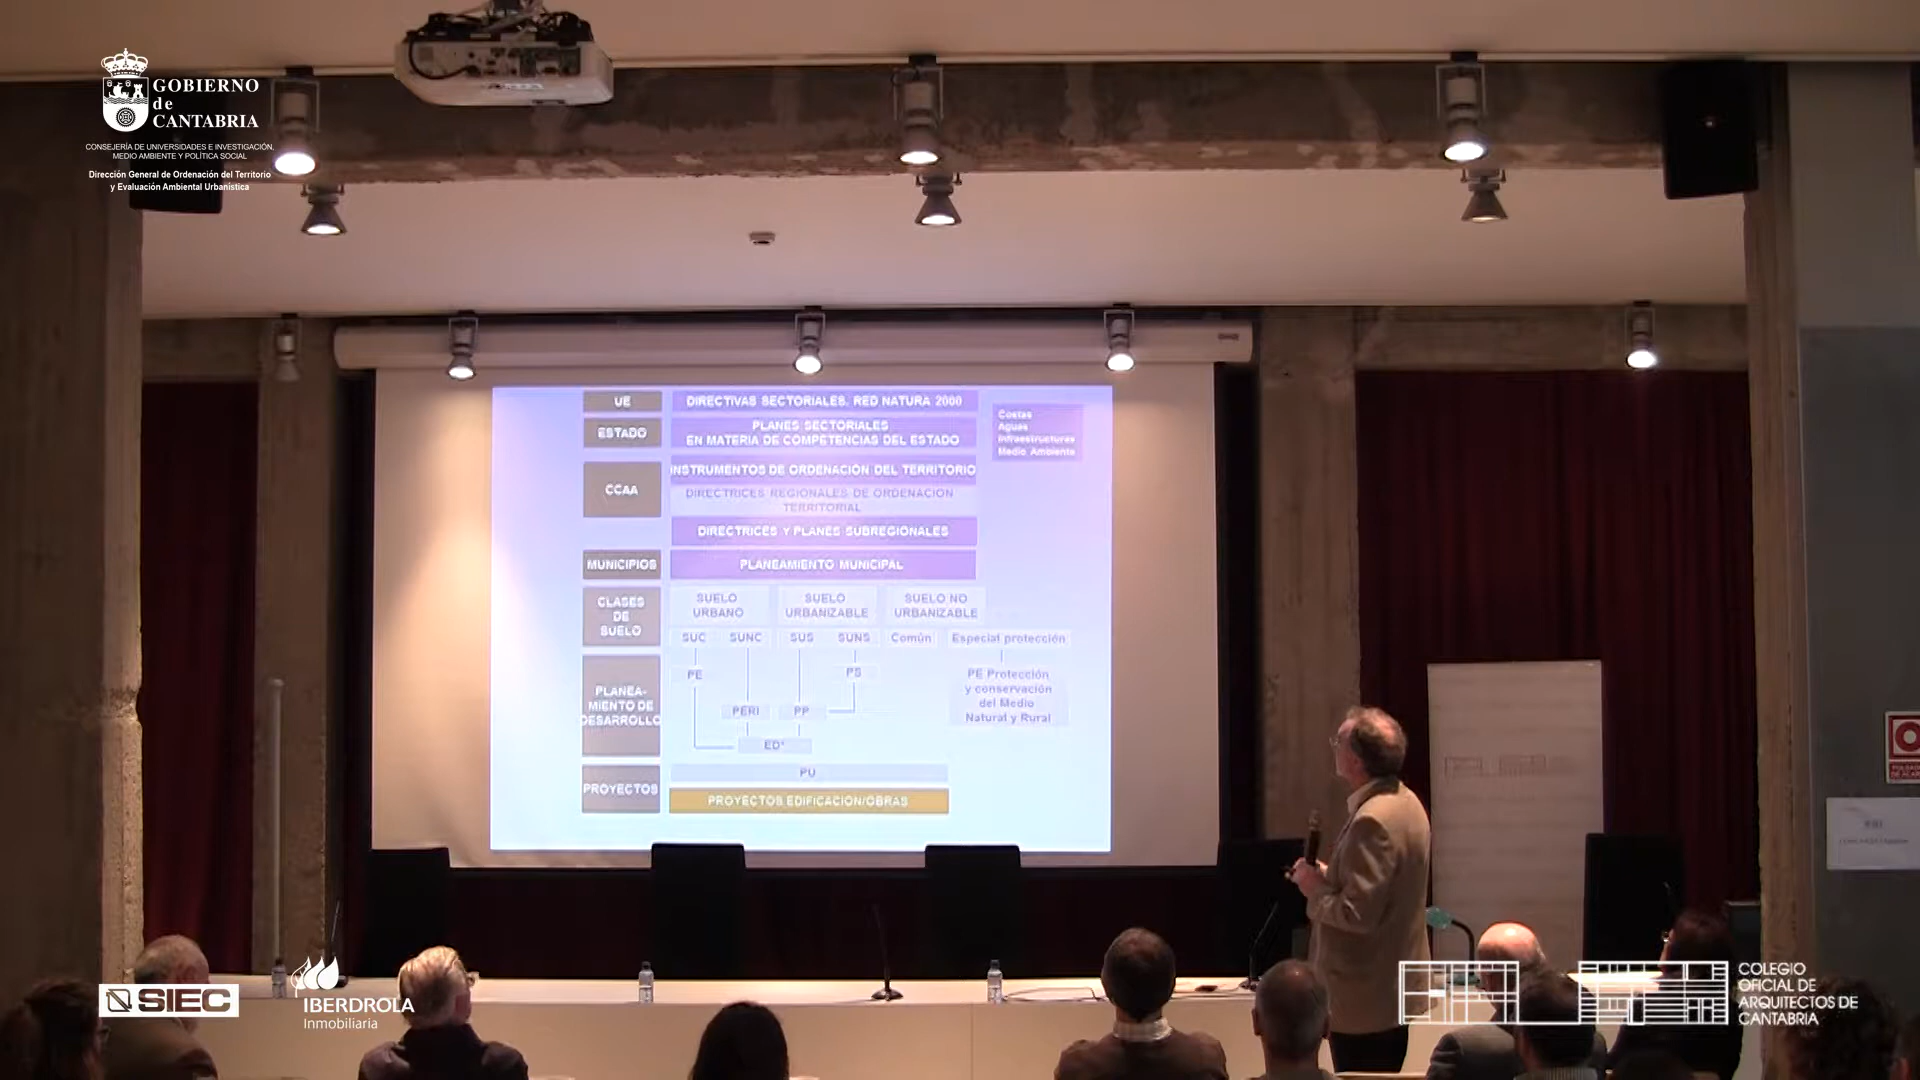 GOBIERNO
de
CANTABRIA
CONSEJERÍA DE UNIVERSIDADES E INVESTIGACIÓN,
MEDIO AMBIENTE Y POLÍTICA SOCIAL
Dirección General de Ordenación del Territorio
y Evaluación Ambiental Urbanística
UE
DIRECTIVAS SECTORIALES. RED NATURA 2000
Costas
Aguas
Infraestructuras
Medio Ambiente
ESTADO
PLANES SECTORIALES
EN MATERIA DE COMPETENCIAS DEL ESTADO
CCAA
INSTRUMENTOS DE ORDENACIÓN DEL TERRITORIO
DIRECTRICES REGIONALES DE ORDENACION
TERRITORIAL
DIRECTRICES Y PLANES SUBREGIONALES
MUNICIPIOS
PLANEAMIENTO MUNICIPAL
CLASES
DE
SUELO
SUELO
URBANO
SUELO
URBANIZABLE
SUELO NO
URBANIZABLE
SUC SUNC SUS SUNS Común Especial protección
PLANEA-
MIENTO DE
DESARROLLO
PE
PS
PE Protección
y conservación
del Medio
Natural y Rural
PERI
PP
ED*
PROYECTOS
PU
PROYECTOS EDIFICACION/OBRAS
SIEC
IBERDROLA
Inmobiliaria
COLEGIO
OFICIAL DE
ARQUITECTOS DE
CANTABRIA